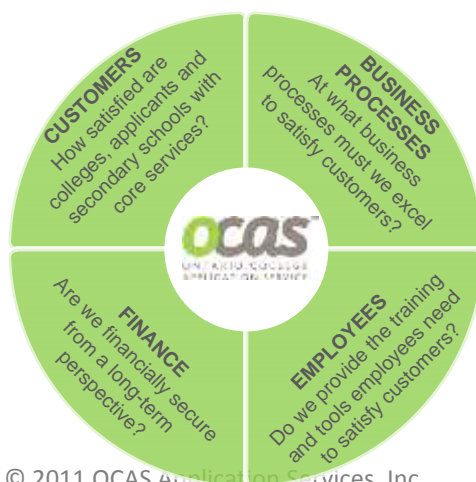 CUSTOMERS
How satisfied are
colleges, applicants and
secondary schools with
core services?
BUSINESS
PROCESSES
At what business
processes must we excel
to satisfy customers?
ocas™
ONTARIO COLLEGE
APPLICATION SERVICE
FINANCE
Are we financially secure
from a long-term
perspective?
EMPLOYEES
Do we provide the training
and tools employees need
to satisfy customers?
© 2011 OCAS Application Services, Inc